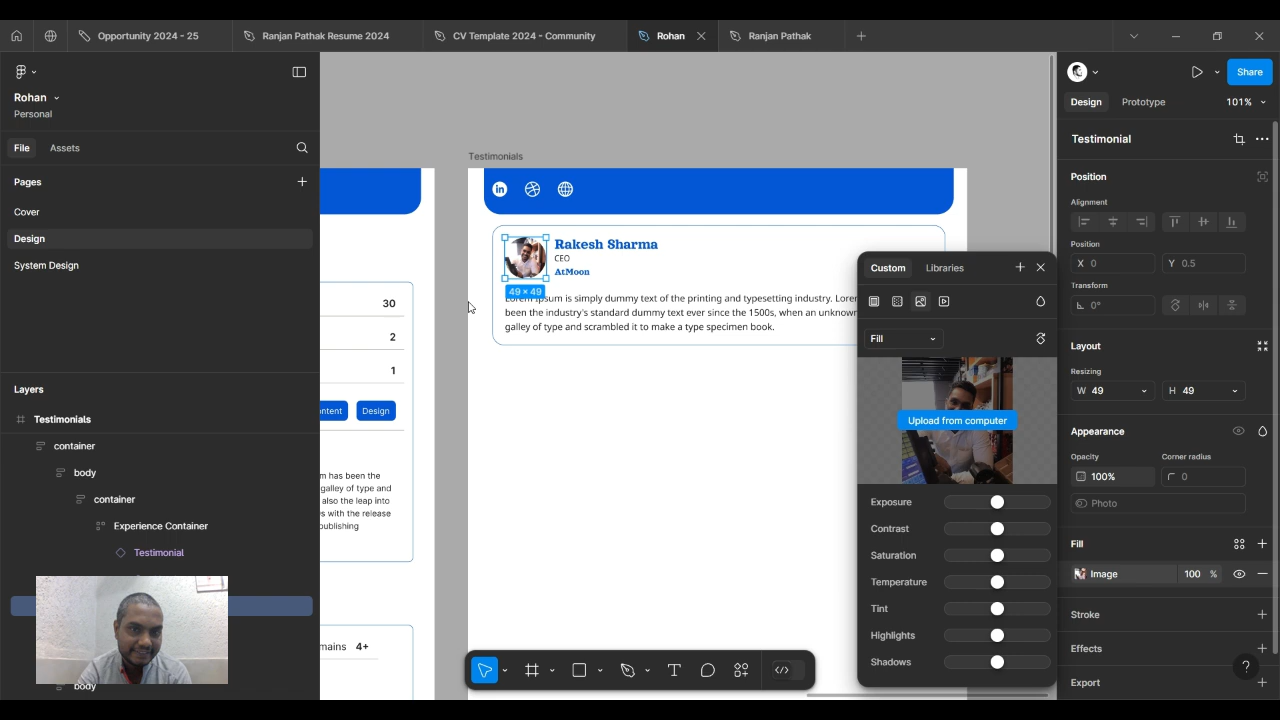 Opportunity 2024 - 25
Ranjan Pathak Resume 2024
CV Template 2024 - Community
Rohan
Ranjan Pathak
Rohan
Personal
File
Assets
Pages
Cover
Design
System Design
Layers
Testimonials
container
body
container
Experience Container
Testimonial
body
30
2
1
ntent
Design
m has been the
galley of type and
also the leap into
s with the release
publishing
mains 4+
Testimonials
in
Rakesh Sharma
CEO
AtMoon
49 × 49
Lorem Ipsum is simply dummy text of the printing and typesetting industry. Lorem
been the industry's standard dummy text ever since the 1500s, when an unknown
galley of type and scrambled it to make a type specimen book.
Custom
Libraries
Fill
Upload from computer
Exposure
Contrast
Saturation
Temperature
Tint
Highlights
Shadows
Share
Design
Prototype
101%
Testimonial
Position
Alignment
Position
X 0
Y 0.5
Transform
0°
Layout
Resizing
W 49
H 49
Appearance
Opacity
Corner radius
100%
0
Photo
Fill
Image
100 %
Stroke
Effects
Export
?